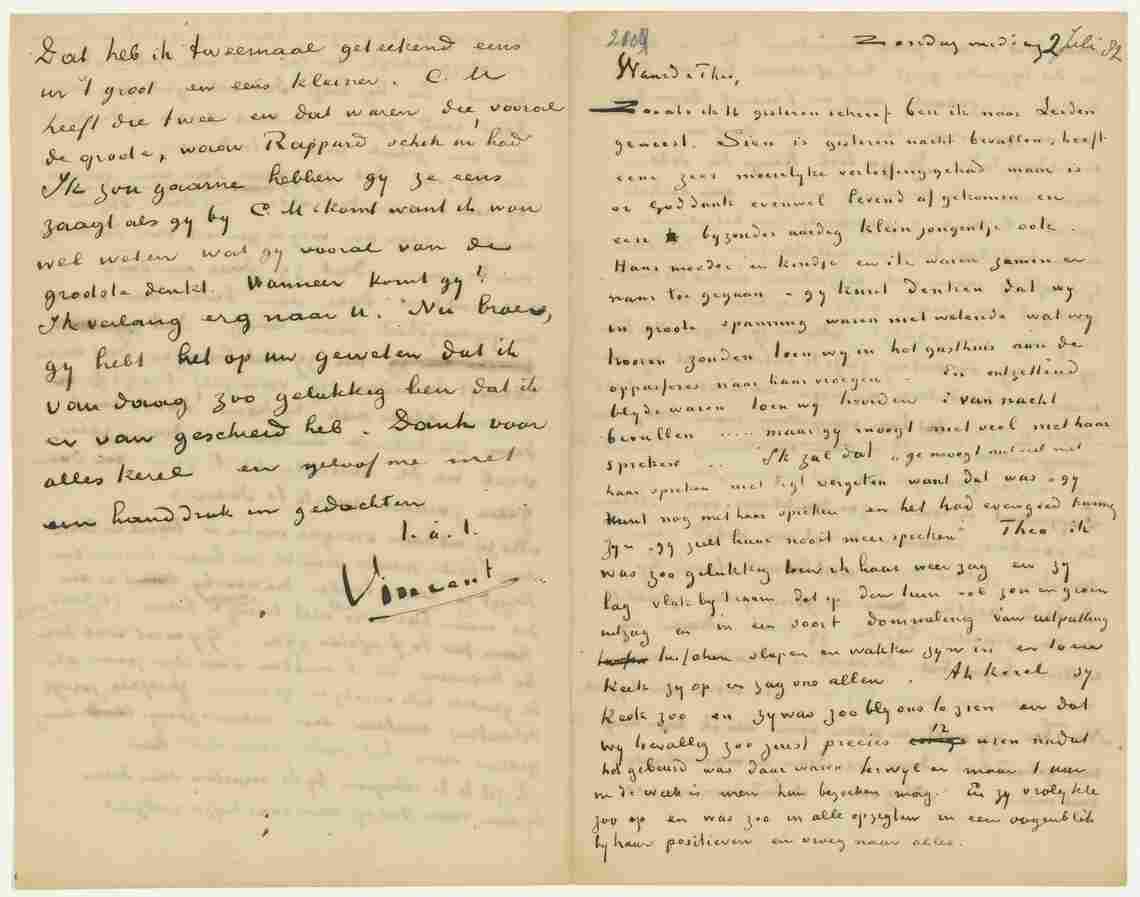 Dat heb ik tweemaal geteekend eens
in 't groot en eens kleiner. C. M
heeft die twee en dat waren die, vooral
de groote, waar Rappard schik in had
Ik zou gaarne hebben gy ze eens
zaagt als gy by C. M. komt want ik wou
wel weten wat gy vooral van de
grootste denkt. Wanneer komt gy?
Ik verlang erg naar U. Nu broer,
gy hebt het op uw geweten dat ik
van daag zoo gelukkig ben dat ik
er van geschreid heb. Dank voor
alles kerel en geloof me met
een handdruk in gedachten
t. à. t.
Vincent
Zondag middag 2 Juli 82
Waarde Theo,
Zooals ik U gisteren schreef ben ik naar Leiden
geweest. Sien is gisteren nacht bevallen, heeft
eene zeer moeielyke verlossing gehad maar is
er Goddank evenwel levend afgekomen en
een byzonder aardig klein jongentje ook.
Haar moeder en kindje en ik waren zamen er
naar toe gegaan – gy kunt denken dat wy
in groote spanning waren niet wetende wat wy
hooren zouden toen wy in het gasthuis aan de
oppasseres naar haar vroegen – En ontzettend
blyde waren toen wy hoorden: van nacht
bevallen .... maar gy moogt niet veel met haar
spreken .. Ik zal dat „ge moogt niet veel met
haar spreken niet ligt vergeten want dat was „gy
kunt nog met haar spreken en het had evengoed kunnen
zyn „gy zult haar nooit meer spreken" Theo ik
was zoo gelukkig toen ik haar weer zag en zy
lag vlak by 't raam dat op den tuin vol zon en groen
uitzag en in een soort dommeling van uitputting
tusschen slapen en wakker zyn in en toen
keek zy op en zag ons allen. Ah kerel zy
keek zoo en zy was zoo bly ons te zien en dat
wy toevallig zoo juist precies 12 uren nadat
het gebeurd was daar waren terwyl er maar 1 uur
in de week is men hen bezoeken mag. En zy vrolykte
zoo op en was zoo in alle opzigten in een oogenblik
by haar positieven en vroeg naar alles.